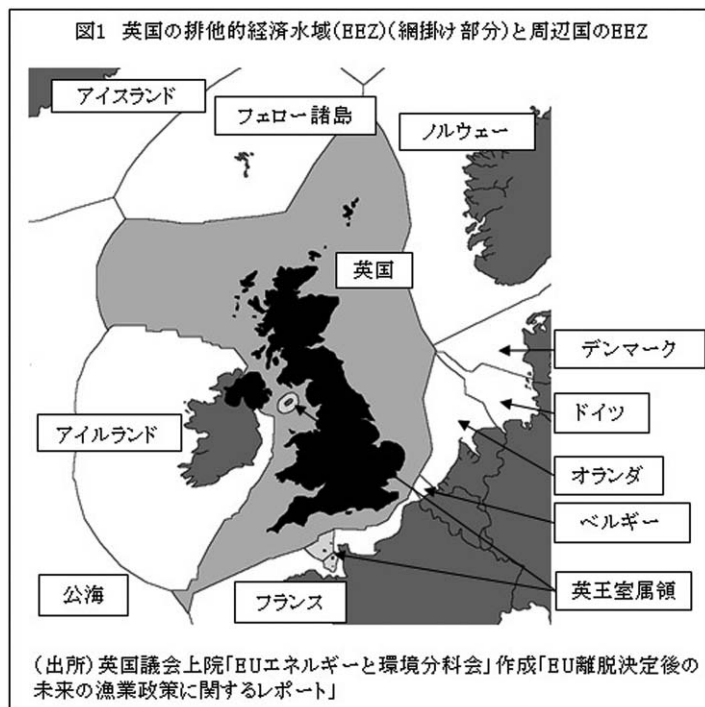 図1 英国の排他的経済水域(EEZ)(網掛け部分)と周辺国のEEZ
アイスランド
フェロー諸島
ノルウェー
英国
デンマーク
ドイツ
アイルランド
オランダ
ベルギー
公海
フランス
英王室属領
(出所)英国議会上院「EUエネルギーと環境分科会」作成「EU離脱決定後の
未来の漁業政策に関するレポート」